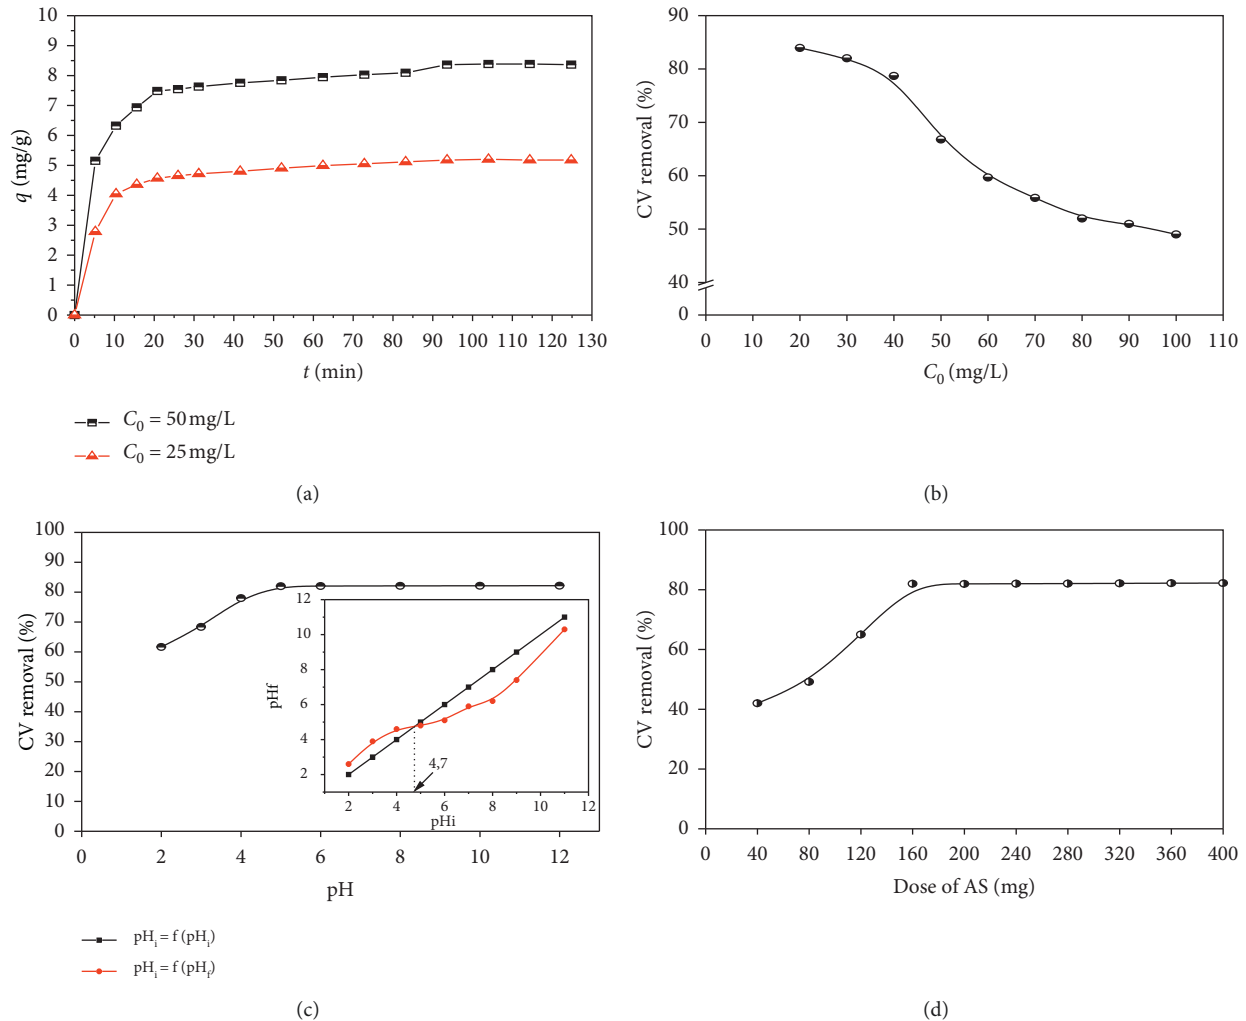 10
9
8
7
6
5
4
3
2
1
0
q (mg/g)
0 10 20 30 40 50 60 70 80 90 100 110 120 130
t (min)
C0 = 50 mg/L
C0 = 25 mg/L
(a)
90
80
70
60
50
40
0
CV removal (%)
0 10 20 30 40 50 60 70 80 90 100 110
C0 (mg/L)
(b)
100
90
80
70
60
50
40
30
20
10
0
CV removal (%)
0 2 4 6 8 10 12
pH
12
10
8
6
4
2
pHf
4,7
2 4 6 8 10 12
pHi
pHi = f (pHi)
pHi = f (pHf)
(c)
100
80
60
40
20
0
CV removal (%)
0 40 80 120 160 200 240 280 320 360 400
Dose of AS (mg)
(d)